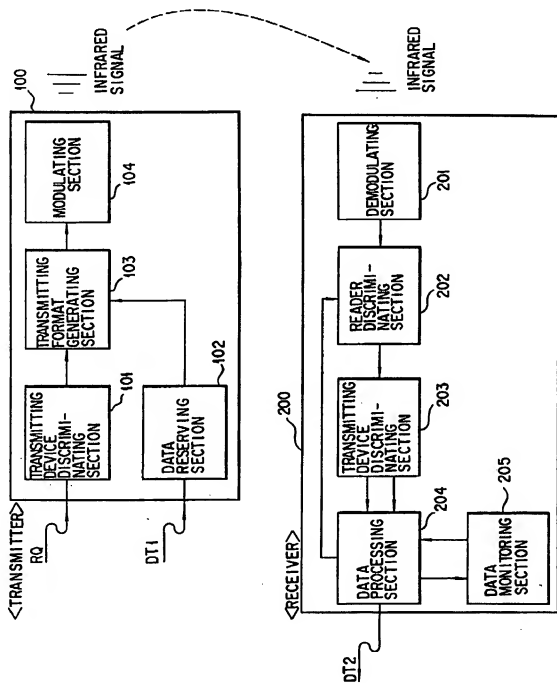 <TRANSMITTER>
100
RQ
TRANSMITTING
DEVICE
DISCRIMI-
NATING
SECTION
101
TRANSMITTING
FORMAT
GENERATING
SECTION
103
MODULATING
SECTION
104
INFRARED
SIGNAL
DT1
DATA
RESERVING
SECTION
102
<RECEIVER>
200
DT2
DATA
PROCESSING
SECTION
204
TRANSMITTING
DEVICE
DISCRIMI-
NATING
SECTION
203
READER
DISCRIMI-
NATING
SECTION
202
DEMODULATING
SECTION
201
INFRARED
SIGNAL
DATA
MONITORING
SECTION
205